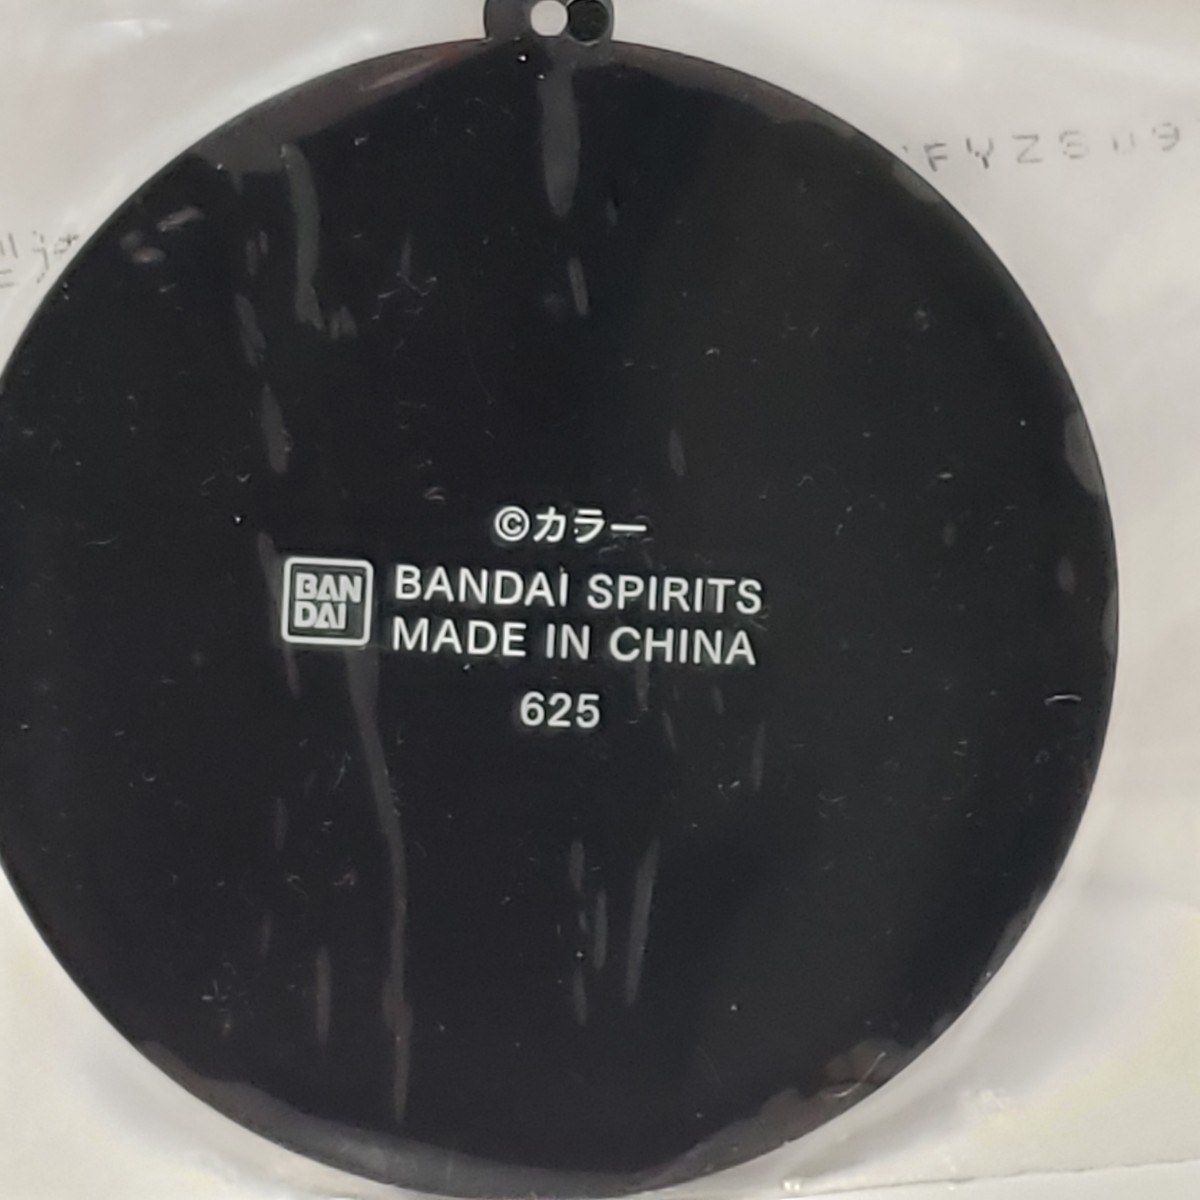 ©カラー
BAN
DAI
BANDAI SPIRITS
MADE IN CHINA
625